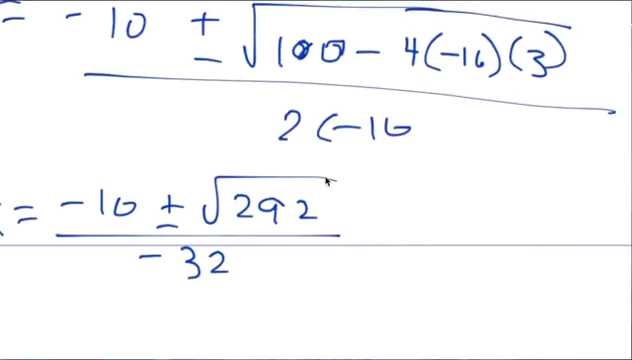 = -10 ± √100 - 4(-16)(3)
2(-16
= -10 ± √292
-32